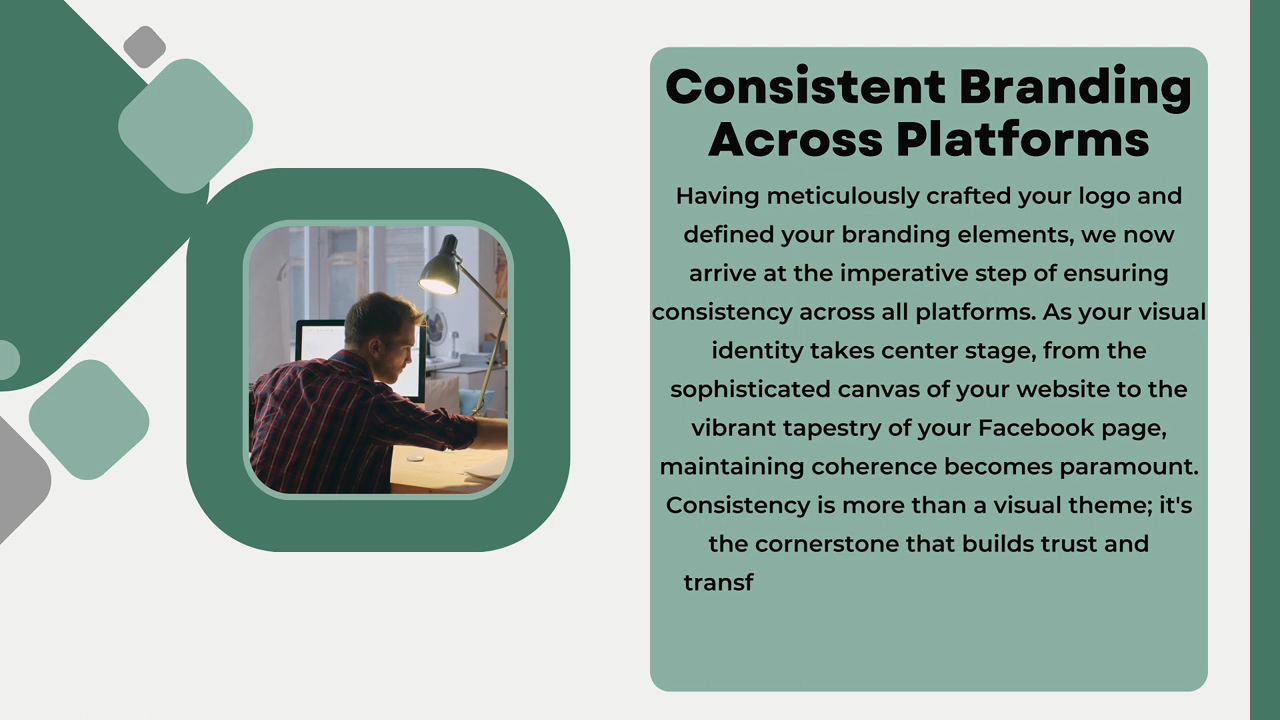 Consistent Branding
Across Platforms
Having meticulously crafted your logo and
defined your branding elements, we now
arrive at the imperative step of ensuring
consistency across all platforms. As your visual
identity takes center stage, from the
sophisticated canvas of your website to the
vibrant tapestry of your Facebook page,
maintaining coherence becomes paramount.
Consistency is more than a visual theme; it's
the cornerstone that builds trust and
transf